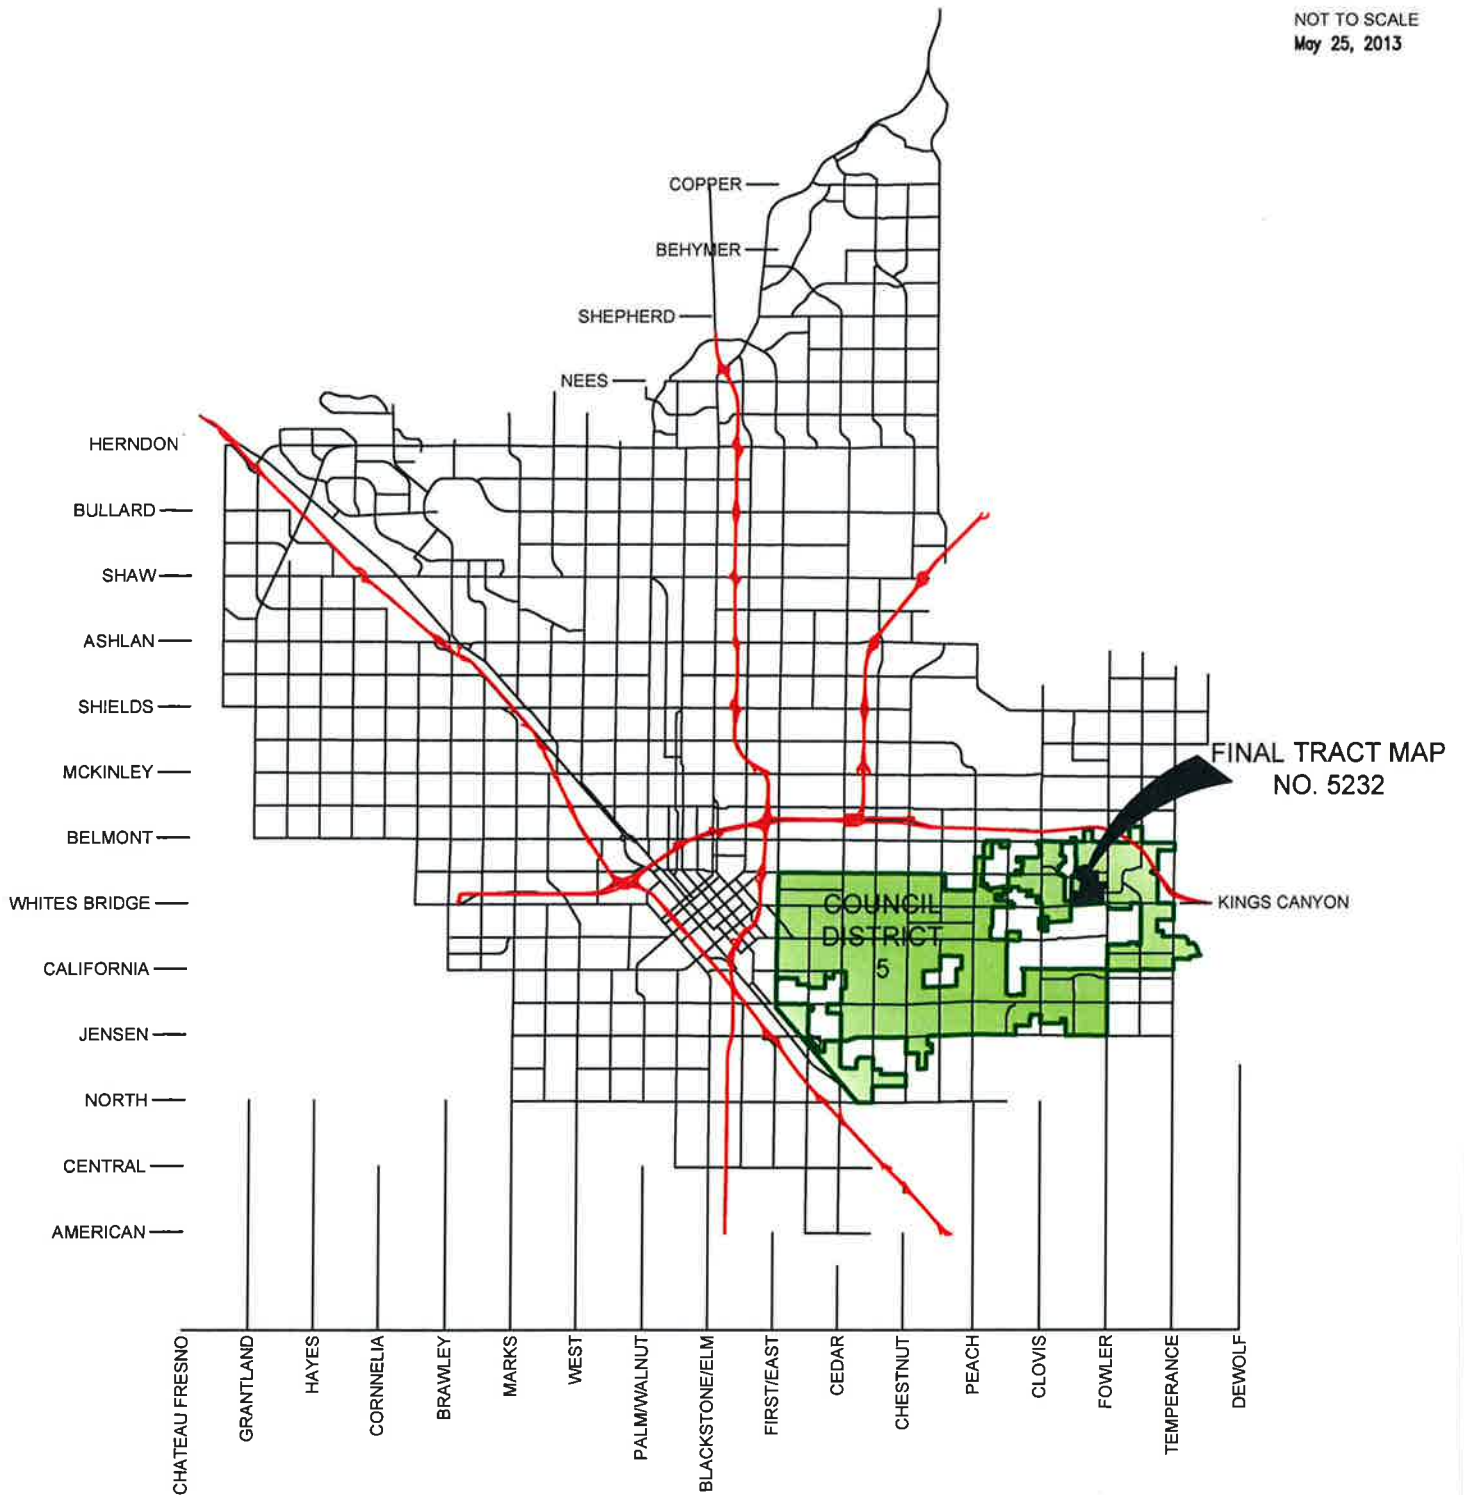 NOT TO SCALE
May 25, 2013
COPPER
BEHYMER
SHEPHERD
NEES
HERNDON
BULLARD
SHAW
ASHLAN
SHIELDS
MCKINLEY
BELMONT
WHITES BRIDGE
CALIFORNIA
JENSEN
NORTH
CENTRAL
AMERICAN
FINAL TRACT MAP
NO. 5232
KINGS CANYON
COUNCIL
DISTRICT
5
CHATEAU FRESNO
GRANTLAND
HAYES
CORNNELIA
BRAWLEY
MARKS
WEST
PALM/WALNUT
BLACKSTONE/ELM
FIRST/EAST
CEDAR
CHESTNUT
PEACH
CLOVIS
FOWLER
TEMPERANCE
DEWOLF